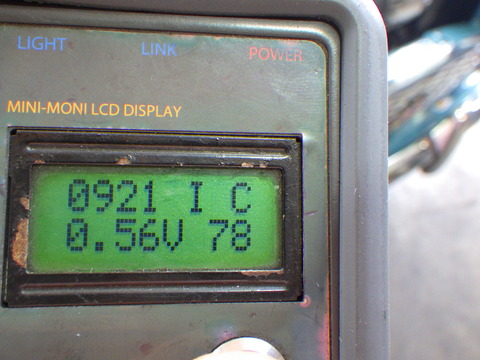 LIGHT LINK POWER
MINI-MONI LCD DISPLAY
0921 I C
0.56V 78